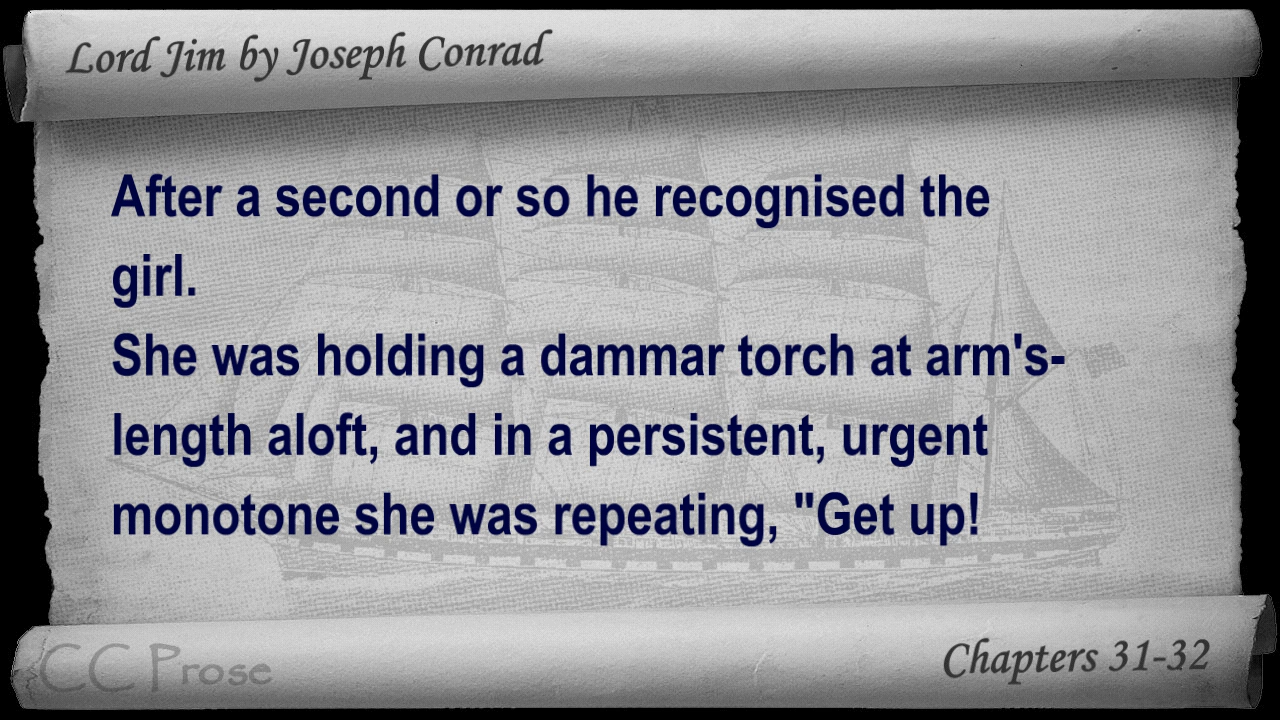 Lord Jim by Joseph Conrad
After a second or so he recognised the
girl.
She was holding a dammar torch at arm's-
length aloft, and in a persistent, urgent
monotone she was repeating, "Get up!
CC Prose
Chapters 31-32